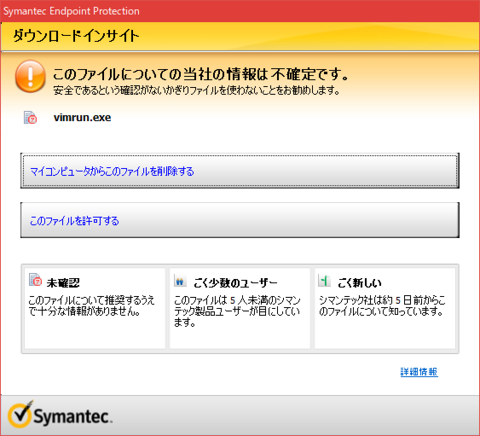 Symantec Endpoint Protection
ダウンロードインサイト
このファイルについての当社の情報は不確定です。
安全であるという確認がないかぎりファイルを使わないことをお勧めします。
vimrun.exe
マイコンピュータからこのファイルを削除する
このファイルを許可する
未確認
このファイルについて推奨するうえ
で十分な情報がありません。
ごく少数のユーザー
このファイルは 5 人未満のシマン
テック製品ユーザーが目にしてい
ます。
ごく新しい
シマンテック社は約 5 日前からこ
のファイルについて知っています。
詳細情報
Symantec.